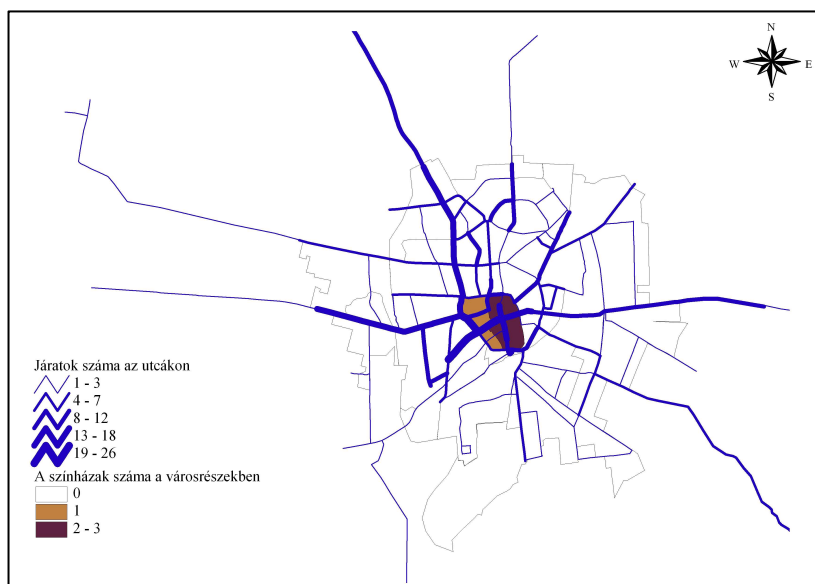 N
W E
S
Járatok száma az utcákon
1 - 3
4 - 7
8 - 12
13 - 18
19 - 26
A színházak száma a városrészekben
0
1
2 - 3